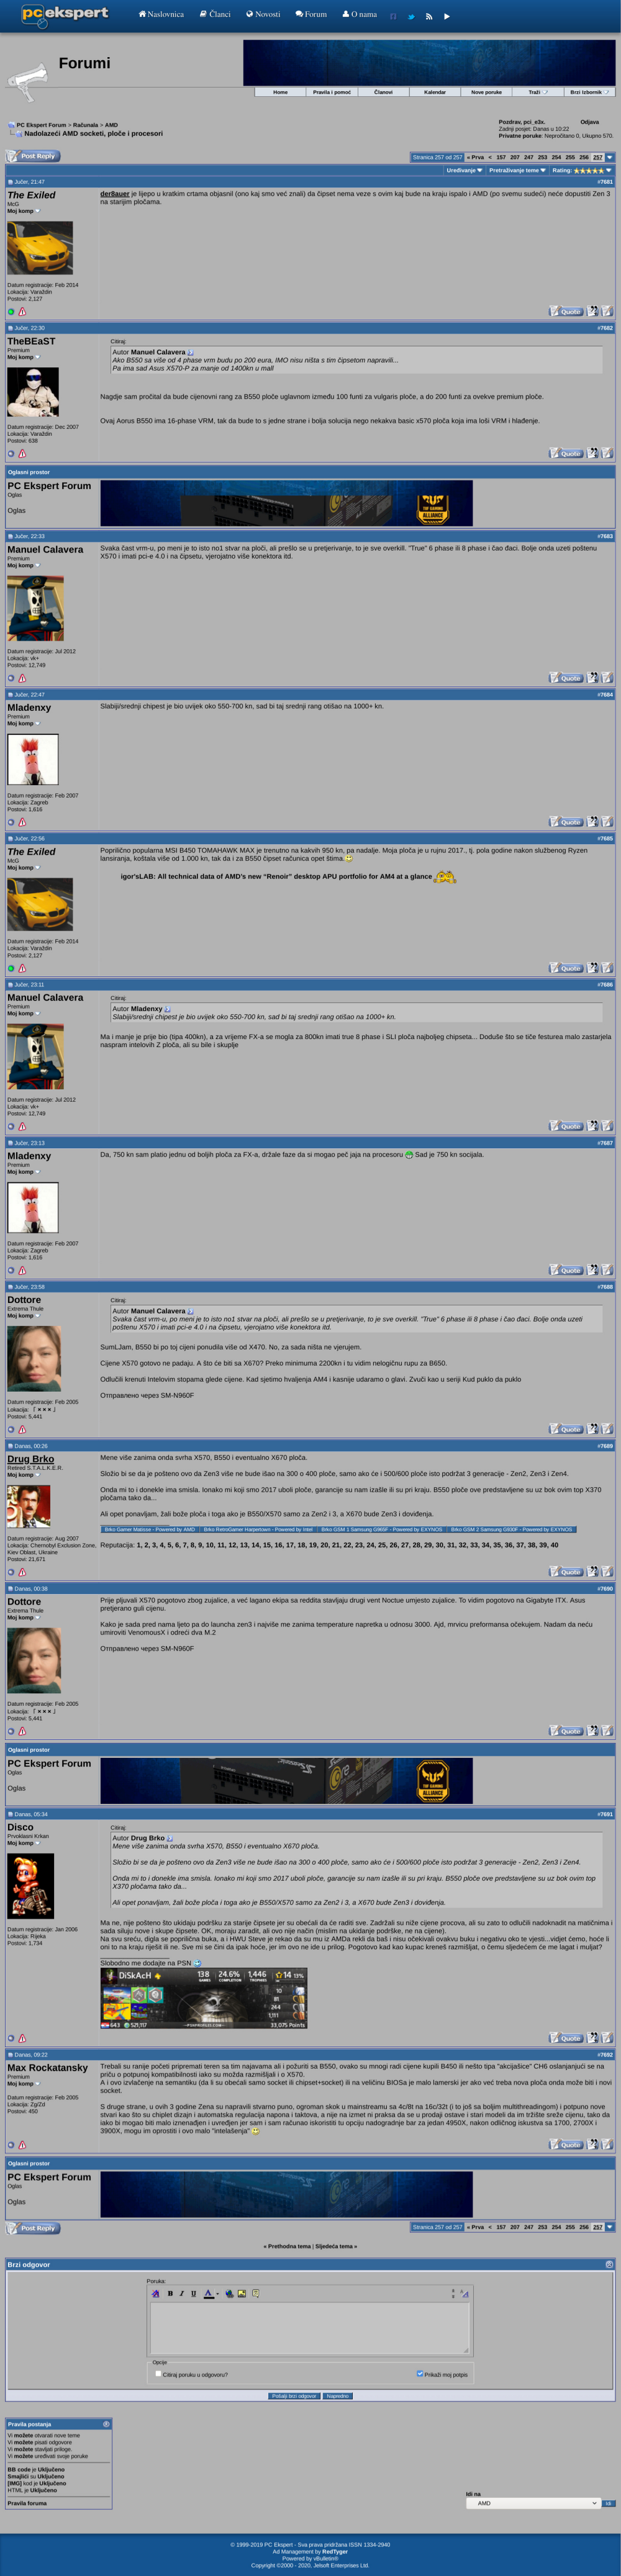 pcekspert
Naslovnica Članci Novosti Forum O nama
Forumi
Home Pravila i pomoć Članovi Kalendar Nove poruke Traži Brzi Izbornik
PC Ekspert Forum > Računala > AMD
Nadolazeći AMD socketi, ploče i procesori
Pozdrav, pci_e3x. Odjava
Zadnji posjet: Danas u 10:22
Privatne poruke: Nepročitano 0, Ukupno 570.
Post Reply
Stranica 257 od 257 « Prva < 157 207 247 253 254 255 256 257
Uređivanje Pretraživanje teme Rating:
Jučer, 21:47 #7681
The Exiled
McG
Moj komp
Datum registracije: Feb 2014
Lokacija: Varaždin
Postovi: 2,127
der8auer je lijepo u kratkim crtama objasnil (ono kaj smo već znali) da čipset nema veze s ovim kaj bude na kraju ispalo i AMD (po svemu sudeći) neće dopustiti Zen 3
na starijim pločama.
Quote
Jučer, 22:30 #7682
TheBEaST
Premium
Moj komp
Datum registracije: Dec 2007
Lokacija: Varaždin
Postovi: 638
Citiraj:
Autor Manuel Calavera
Ako B550 sa više od 4 phase vrm budu po 200 eura, IMO nisu ništa s tim čipsetom napravili...
Pa ima sad Asus X570-P za manje od 1400kn u mall
Nagdje sam pročital da bude cijenovni rang za B550 ploče uglavnom između 100 funti za vulgaris ploče, a do 200 funti za ovekve premium ploče.
Ovaj Aorus B550 ima 16-phase VRM, tak da bude to s jedne strane i bolja solucija nego nekakva basic x570 ploča koja ima loši VRM i hlađenje.
Quote
Oglasni prostor
PC Ekspert Forum
Oglas
Oglas
TUF GAMING ALLIANCE
Jučer, 22:33 #7683
Manuel Calavera
Premium
Moj komp
Datum registracije: Jul 2012
Lokacija: vk+
Postovi: 12,749
Svaka čast vrm-u, po meni je to isto no1 stvar na ploči, ali prešlo se u pretjerivanje, to je sve overkill. "True" 6 phase ili 8 phase i čao đaci. Bolje onda uzeti poštenu
X570 i imati pci-e 4.0 i na čipsetu, vjerojatno više konektora itd.
Quote
Jučer, 22:47 #7684
Mladenxy
Premium
Moj komp
Datum registracije: Feb 2007
Lokacija: Zagreb
Postovi: 1,616
Slabiji/srednji chipest je bio uvijek oko 550-700 kn, sad bi taj srednji rang otišao na 1000+ kn.
Quote
Jučer, 22:56 #7685
The Exiled
McG
Moj komp
Datum registracije: Feb 2014
Lokacija: Varaždin
Postovi: 2,127
Poprilično popularna MSI B450 TOMAHAWK MAX je trenutno na kakvih 950 kn, pa nadalje. Moja ploča je u rujnu 2017., tj. pola godine nakon službenog Ryzen
lansiranja, koštala više od 1.000 kn, tak da i za B550 čipset računica opet štima
igor'sLAB: All technical data of AMD's new “Renoir” desktop APU portfolio for AM4 at a glance
Quote
Jučer, 23:11 #7686
Manuel Calavera
Premium
Moj komp
Datum registracije: Jul 2012
Lokacija: vk+
Postovi: 12,749
Citiraj:
Autor Mladenxy
Slabiji/srednji chipest je bio uvijek oko 550-700 kn, sad bi taj srednji rang otišao na 1000+ kn.
Ma i manje je prije bio (tipa 400kn), a za vrijeme FX-a se mogla za 800kn imati true 8 phase i SLI ploča najboljeg chipseta... Doduše što se tiče festurea malo zastarjela
naspram intelovih Z ploča, ali su bile i skuplje
Quote
Jučer, 23:13 #7687
Mladenxy
Premium
Moj komp
Datum registracije: Feb 2007
Lokacija: Zagreb
Postovi: 1,616
Da, 750 kn sam platio jednu od boljih ploča za FX-a, držale faze da si mogao peč jaja na procesoru Sad je 750 kn socijala.
Quote
Jučer, 23:58 #7688
Dottore
Extrema Thule
Moj komp
Datum registracije: Feb 2005
Lokacija: 「 × × × 」
Postovi: 5,441
Citiraj:
Autor Manuel Calavera
Svaka čast vrm-u, po meni je to isto no1 stvar na ploči, ali prešlo se u pretjerivanje, to je sve overkill. "True" 6 phase ili 8 phase i čao đaci. Bolje onda uzeti
poštenu X570 i imati pci-e 4.0 i na čipsetu, vjerojatno više konektora itd.
SumLJam, B550 bi po toj cijeni ponudila više od X470. No, za sada ništa ne vjerujem.
Cijene X570 gotovo ne padaju. A što će biti sa X670? Preko minimuma 2200kn i tu vidim nelogičnu rupu za B650.
Odlučili krenuti Intelovim stopama glede cijene. Kad sjetimo hvaljenja AM4 i kasnije udaramo o glavi. Zvuči kao u seriji Kud puklo da puklo
Отправлено через SM-N960F
Quote
Danas, 00:26 #7689
Drug Brko
Retired S.T.A.L.K.E.R.
Moj komp
Datum registracije: Aug 2007
Lokacija: Chernobyl Exclusion Zone,
Kiev Oblast, Ukraine
Postovi: 21,671
Mene više zanima onda svrha X570, B550 i eventualno X670 ploča.
Složio bi se da je pošteno ovo da Zen3 više ne bude išao na 300 o 400 ploče, samo ako će i 500/600 ploče isto podržat 3 generacije - Zen2, Zen3 i Zen4.
Onda mi to i donekle ima smisla. Ionako mi koji smo 2017 uboli ploče, garancije su nam izašle ili su pri kraju. B550 ploče ovo predstavljene su uz bok ovim top X370
pločama tako da...
Ali opet ponavljam, žali bože ploča i toga ako je B550/X570 samo za Zen2 i 3, a X670 bude Zen3 i dovidenja.
Brko Gamer Matisse - Powered by AMD | Brko RetroGamer Harpertown - Powered by Intel | Brko GSM 1 Samsung G965F - Powered by EXYNOS | Brko GSM 2 Samsung G930F - Powered by EXYNOS
Reputacija: 1, 2, 3, 4, 5, 6, 7, 8, 9, 10, 11, 12, 13, 14, 15, 16, 17, 18, 19, 20, 21, 22, 23, 24, 25, 26, 27, 28, 29, 30, 31, 32, 33, 34, 35, 36, 37, 38, 39, 40
Quote
Danas, 00:38 #7690
Dottore
Extrema Thule
Moj komp
Datum registracije: Feb 2005
Lokacija: 「 × × × 」
Postovi: 5,441
Prije pljuvali X570 pogotovo zbog zujalice, a već lagano ekipa sa reddita stavljaju drugi vent Noctue umjesto zujalice. To vidim pogotovo na Gigabyte ITX. Asus
pretjerano guli cijenu.
Kako je sada pred nama ljeto pa do launcha zen3 i najviše me zanima temperature napretka u odnosu 3000. Ajd, mrvicu preformansa očekujem. Nadam da neću
umiroviti VenomousX i odreći dva M.2
Отправлено через SM-N960F
Quote
Oglasni prostor
PC Ekspert Forum
Oglas
Oglas
TUF GAMING ALLIANCE
Danas, 05:34 #7691
Disco
Prvoklasni Krkan
Moj komp
Datum registracije: Jan 2006
Lokacija: Rijeka
Postovi: 1,734
Citiraj:
Autor Drug Brko
Mene više zanima onda svrha X570, B550 i eventualno X670 ploča.
Složio bi se da je pošteno ovo da Zen3 više ne bude išao na 300 o 400 ploče, samo ako će i 500/600 ploče isto podržat 3 generacije - Zen2, Zen3 i Zen4.
Onda mi to i donekle ima smisla. Ionako mi koji smo 2017 uboli ploče, garancije su nam izašle ili su pri kraju. B550 ploče ovo predstavljene su uz bok ovim top
X370 pločama tako da...
Ali opet ponavljam, žali bože ploča i toga ako je B550/X570 samo za Zen2 i 3, a X670 bude Zen3 i dovidenja.
Ma ne, nije pošteno što ukidaju podršku za starije čipsete jer su obećali da će raditi sve. Zadržali su niže cijene procova, ali su zato to odlučili nadoknaditi na matičnima i
sada siluju nove i skupe čipsete. OK, moraju zaraditi, ali ovo nije način (mislim na ukidanje podrške, ne na cijene).
Na svu sreću, digla se poprilična buka, a i HWU Steve je rekao da su mu iz AMDa rekli da baš i nisu očekivali ovakvu buku i negativu oko te vijesti...vidjet ćemo, hoće li
oni to na kraju riješiti ili ne. Sve mi se čini da ipak hoće, jer im ovo ne ide u prilog. Pogotovo kad kao kupac kreneš razmišljat, o čemu sljedećem će te lagat i muljat?
Slobodno me dodajte na PSN
DiSkAcH 138 GAMES 24.6% COMPLETION 1,446 TROPHIES 14 13%
10
81
244
1,111
643 521,117 33,075 Points
Quote
Danas, 09:22 #7692
Max Rockatansky
Premium
Moj komp
Datum registracije: Feb 2005
Lokacija: Zg/Zd
Postovi: 450
Trebali su ranije početi pripremati teren sa tim najavama ali i požuriti sa B550, ovako su mnogi radi cijene kupili B450 ili nešto tipa "akcijašice" CH6 oslanjanjući se na
priču o potpunoj kompatibilnosti iako su možda razmišljali i o X570.
A i ovo izvlačenje na semantiku (da li su obećali samo socket ili chipset+socket) ili na veličinu BIOSa je malo lamerski jer ako već treba nova ploča onda može biti i novi
socket.
S druge strane, u ovih 3 godine Zena su napravili stvarno puno, ogroman skok u mainstreamu sa 4c/8t na 16c/32t (i to još sa boljim multithreadingom) i potpuno nove
stvari kao što su chiplet dizajn i automatska regulacija napona i taktova, a nije na izmet ni praksa da se u prodaji ostave i stari modeli da im tržište sreže cijenu, tako da
iako bi mogao biti malo iznenađen i uvređen jer sam i sam računao iskoristiti tu opciju nadogradnje bar za jedan 4950X, nakon odličnog iskustva sa 1700, 2700X i
3900X, mogu im oprostiti i ovo malo "intelašenja"
Quote
Oglasni prostor
PC Ekspert Forum
Oglas
Oglas
Post Reply
Stranica 257 od 257 « Prva < 157 207 247 253 254 255 256 257
« Prethodna tema | Sljedeća tema »
Brzi odgovor
Poruka:
B I U A
Opcije
Citiraj poruku u odgovoru?
Prikaži moj potpis
Pošalji brzi odgovor Napredno
Pravila postanja
Vi možete otvarati nove teme
Vi možete pisati odgovore
Vi možete stavljati priloge.
Vi možete uređivati svoje poruke
BB code je Uključeno
Smajlići su Uključeno
[IMG] kod je Uključeno
HTML je Uključeno
Pravila foruma
Idi na
AMD Idi
© 1999-2019 PC Ekspert - Sva prava pridržana ISSN 1334-2940
Ad Management by RedTyger
Powered by vBulletin®
Copyright ©2000 - 2020, Jelsoft Enterprises Ltd.